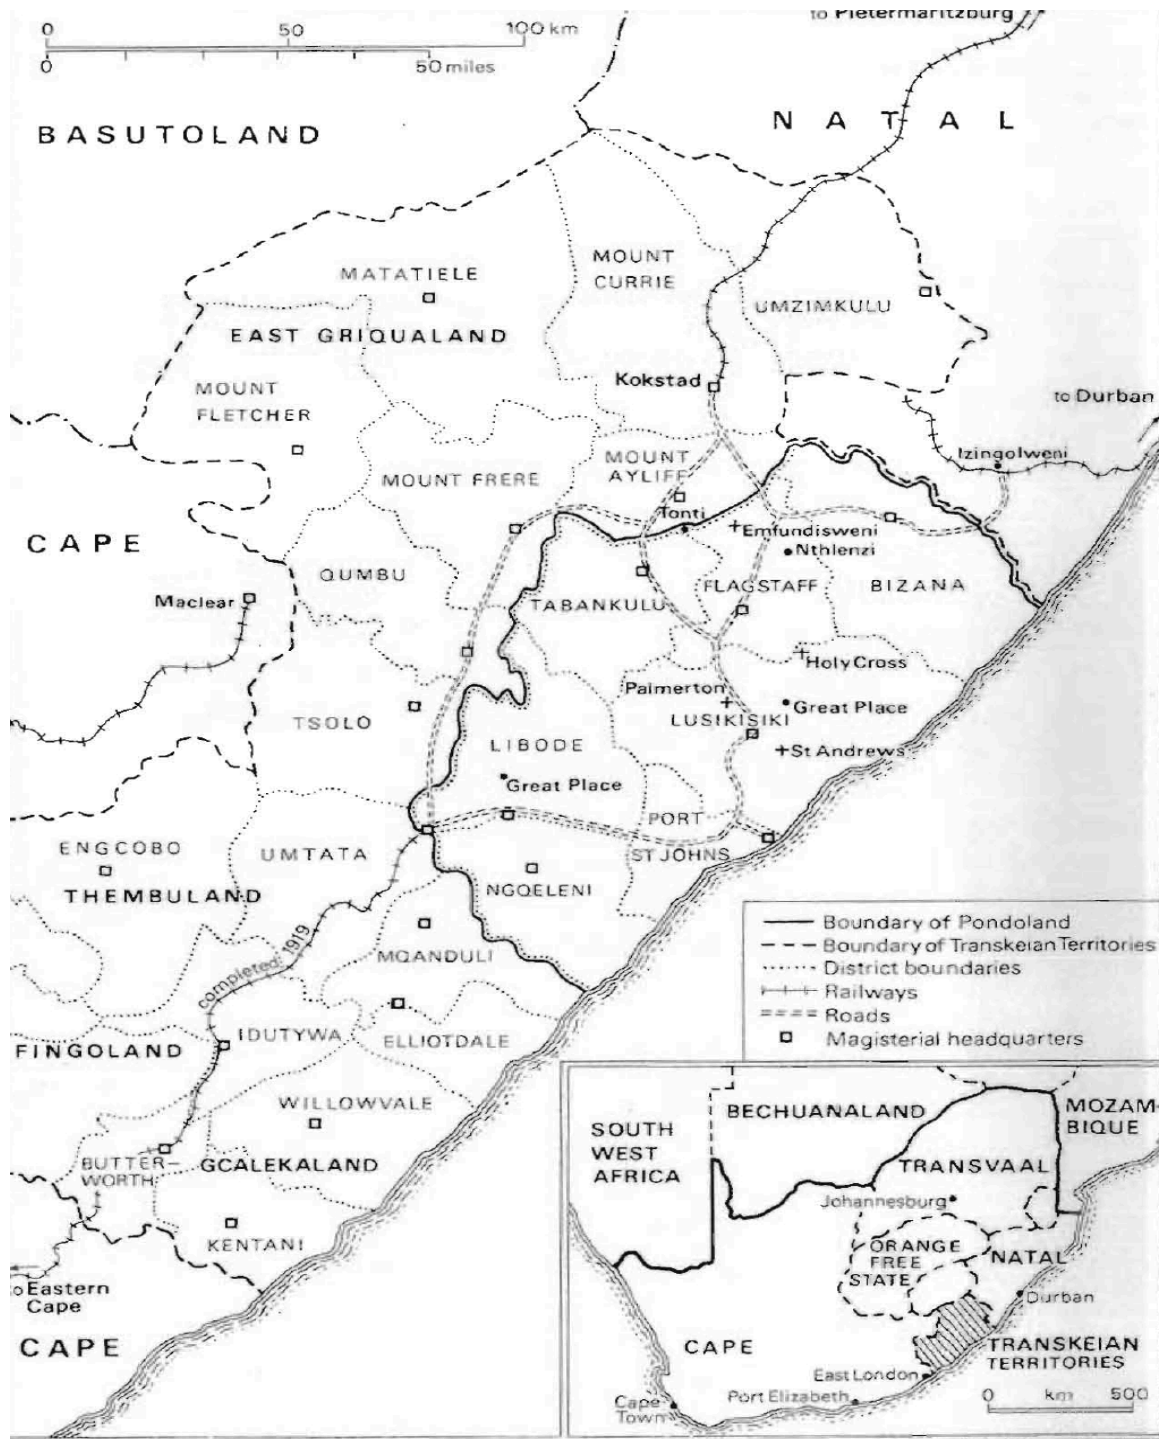 to Pietermaritzburg
0 50 100 km
0 50 miles
BASUTOLAND
NATAL
MATATIELE
MOUNT
CURRIE
UMZIMKULU
EAST GRIQUALAND
Kokstad
MOUNT
FLETCHER
to Durban
Izingolweni
MOUNT
AYLIFF
MOUNT FRERE
Tonti
Emfundisweni
Nthlenzi
CAPE
QUMBU
FLAGSTAFF
BIZANA
Maclear
TABANKULU
Holy Cross
Palmerton
Great Place
LUSIKISIKI
TSOLO
LIBODE
St Andrews
Great Place
PORT
ST JOHNS
ENGCOBO
UMTATA
THEMBULAND
NGQELENI
completed: 1919
MQANDULI
IDUTYWA
ELLIOTDALE
FINGOLAND
WILLOWVALE
BUTTER-
WORTH
GCALEKALAND
KENTANI
to Eastern
Cape
CAPE
Boundary of Pondoland
Boundary of Transkeian Territories
District boundaries
Railways
Roads
Magisterial headquarters
SOUTH
WEST
AFRICA
BECHUANALAND
MOZAM-
BIQUE
TRANSVAAL
Johannesburg
ORANGE
FREE
STATE
NATAL
Durban
CAPE
TRANSKEIAN
TERRITORIES
East London
Port Elizabeth
Cape
Town
0 km 500